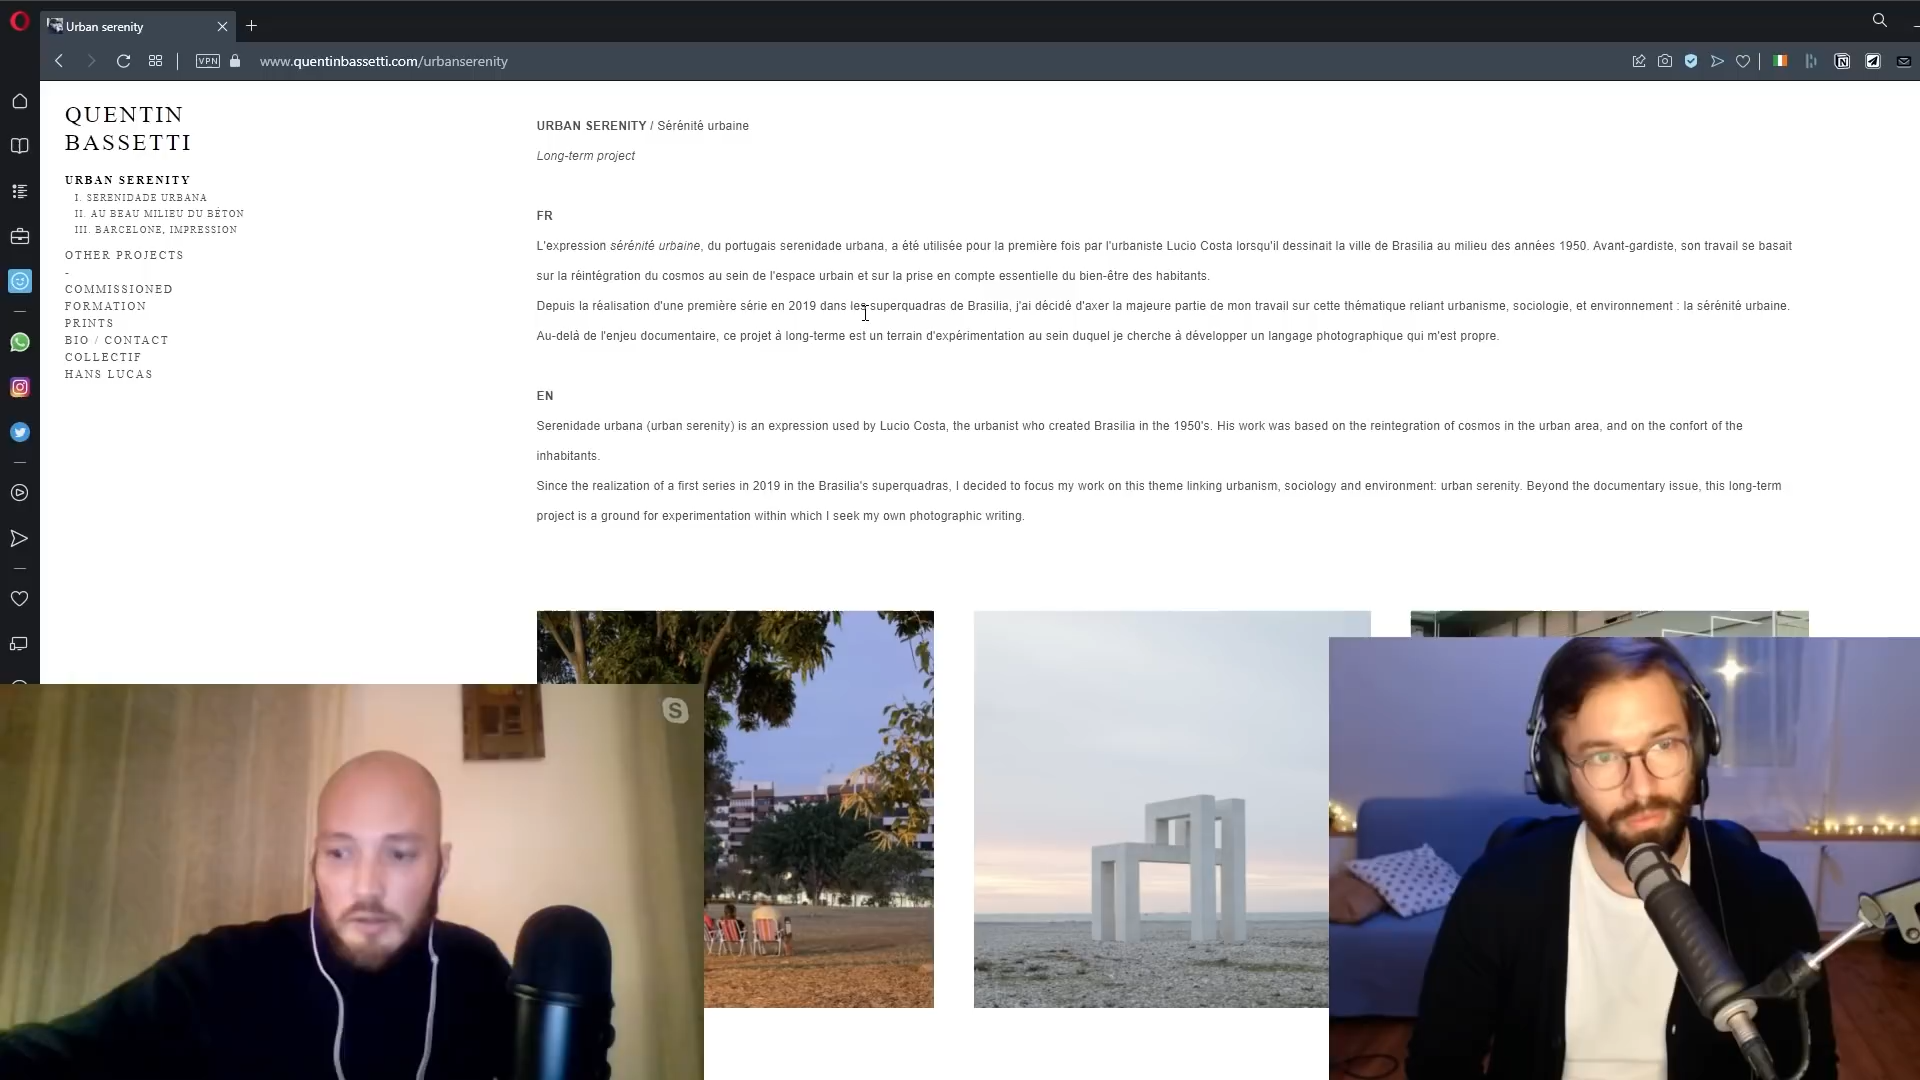 Urban serenity
VPN
www.quentinbassetti.com/urbanserenity
QUENTIN
BASSETTI
URBAN SERENITY
I. SERENIDADE URBANA
II. AU BEAU MILIEU DU BÉTON
III. BARCELONE, IMPRESSION
OTHER PROJECTS
-
COMMISSIONED
FORMATION
PRINTS
BIO / CONTACT
COLLECTIF
HANS LUCAS
URBAN SERENITY / Sérénité urbaine
Long-term project
FR
L'expression sérénité urbaine, du portugais serenidade urbana, a été utilisée pour la première fois par l'urbaniste Lucio Costa lorsqu'il dessinait la ville de Brasilia au milieu des années 1950. Avant-gardiste, son travail se basait
sur la réintégration du cosmos au sein de l'espace urbain et sur la prise en compte essentielle du bien-être des habitants.
Depuis la réalisation d'une première série en 2019 dans les superquadras de Brasilia, j'ai décidé d'axer la majeure partie de mon travail sur cette thématique reliant urbanisme, sociologie, et environnement : la sérénité urbaine.
Au-delà de l'enjeu documentaire, ce projet à long-terme est un terrain d'expérimentation au sein duquel je cherche à développer un langage photographique qui m'est propre.
EN
Serenidade urbana (urban serenity) is an expression used by Lucio Costa, the urbanist who created Brasilia in the 1950's. His work was based on the reintegration of cosmos in the urban area, and on the confort of the
inhabitants.
Since the realization of a first series in 2019 in the Brasilia's superquadras, I decided to focus my work on this theme linking urbanism, sociology and environment: urban serenity. Beyond the documentary issue, this long-term
project is a ground for experimentation within which I seek my own photographic writing.
S